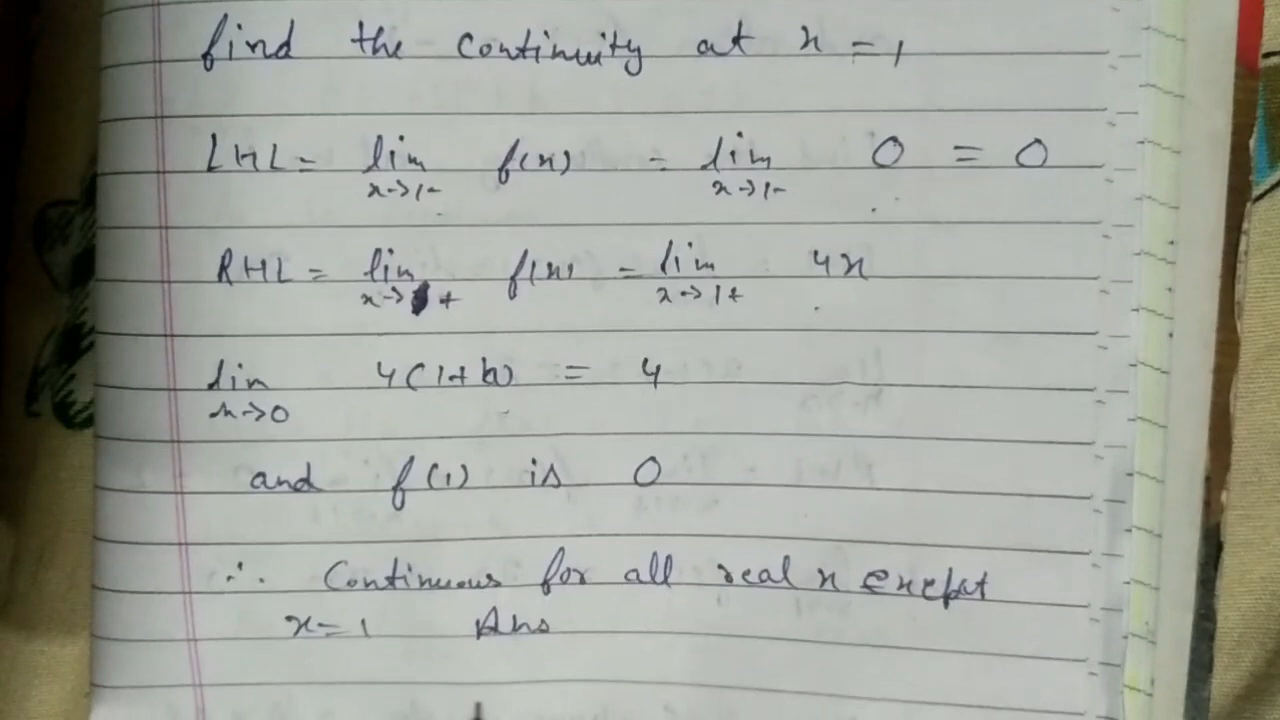 find the continuity at x = 1
LHL = lim x→1- f(x) = lim x→1- 0 = 0
RHL = lim x→1+ f(x) = lim x→1+ 4x
lim h→0 4(1+h) = 4
and f(1) is 0
∴ Continuous for all real x except
x=1 Ans